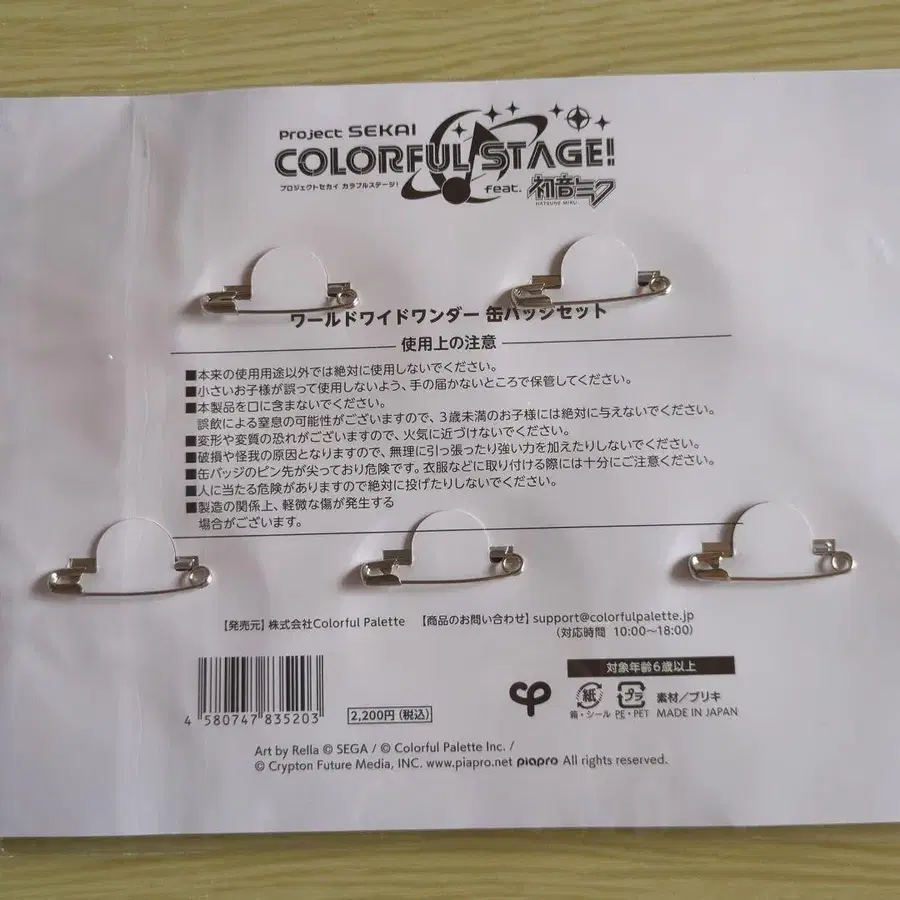 Project SEKAI
COLORFUL STAGE!
プロジェクトセカイ カラフルステージ!
feat. 初音ミク
HATSUNE MIKU
ワールドワイドワンダー 缶バッジセット
使用上の注意
■本来の使用用途以外では絶対に使用しないでください。
■小さいお子様が誤って使用しないよう、手の届かないところで保管してください。
■本製品を口に含まないでください。
誤飲による窒息の可能性がございますので、3歳未満のお子様には絶対に与えないでください。
■変形や変質の恐れがございますので、火気に近づけないでください。
■破損や怪我の原因となりますので、無理に引っ張ったり強い力を加えたりしないでください。
■缶バッジのピン先が尖っており危険です。衣服などに取り付ける際には十分にご注意ください。
■人に当たる危険がありますので絶対に投げたりしないでください。
■製造の関係上、軽微な傷が発生する
場合がございます。
【発売元】株式会社Colorful Palette 【商品のお問い合わせ】support@colorfulpalette.jp
(対応時間 10:00〜18:00)
対象年齢6歳以上
4 580747 835203
2,200円(税込)
紙
箱・シール
プラ
PE・PET
素材/ブリキ
MADE IN JAPAN
Art by Rella © SEGA / © Colorful Palette Inc. /
© Crypton Future Media, INC. www.piapro.net piapro All rights reserved.